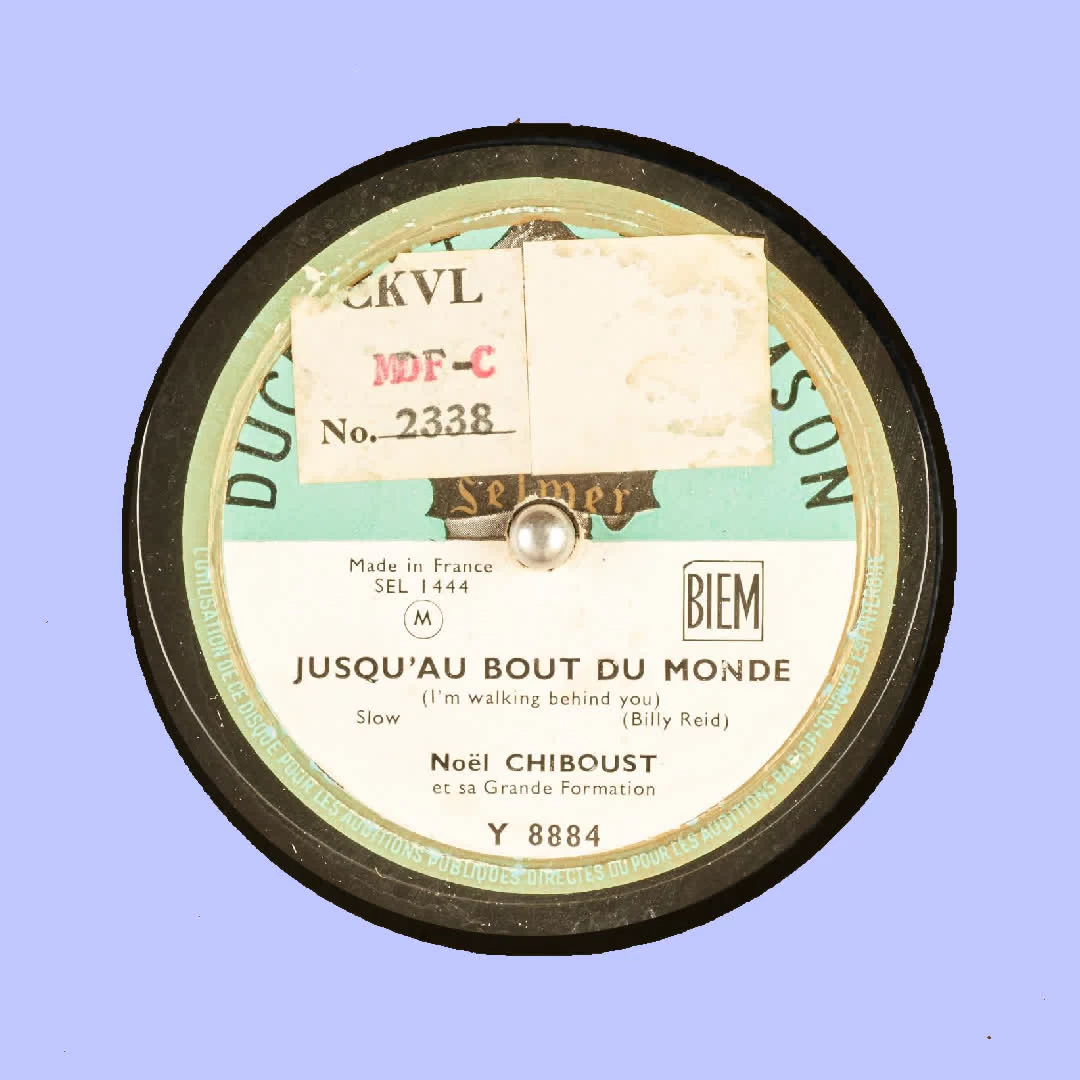 CKVL
MDF-C
No. 2338
DUC
ASON
Selmer
Made in France
SEL 1444
M
BIEM
JUSQU'AU BOUT DU MONDE
(I'm walking behind you)
Slow
(Billy Reid)
Noël CHIBOUST
et sa Grande Formation
Y 8884
L'UTILISATION DE CE DISQUE POUR LES AUDITIONS PUBLIQUES DIRECTES OU POUR LES AUDITIONS RADIOPHONIQUES EST INTERDITE